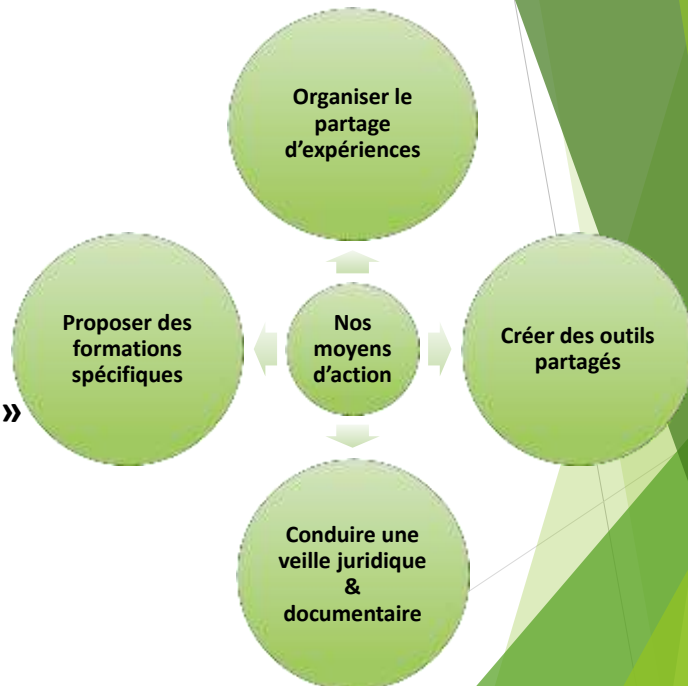 Organiser le
partage
d’expériences
Proposer des
formations
spécifiques
Nos
moyens
d’action
Créer des outils
partagés
»
Conduire une
veille juridique
&
documentaire